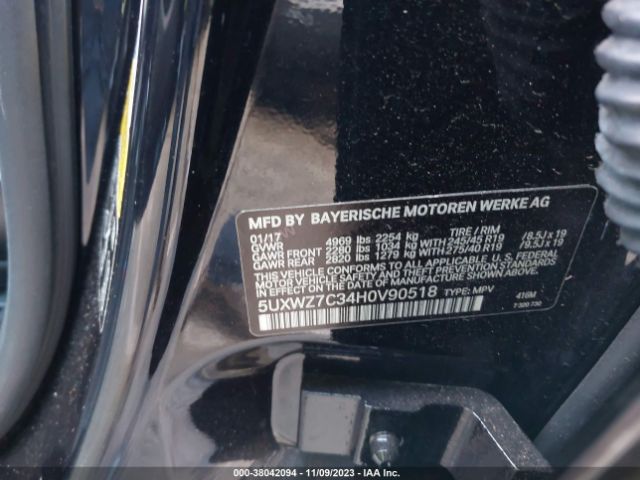 MFD BY BAYERISCHE MOTOREN WERKE AG
01/17 TIRE / RIM
GVWR 4969 lbs 2254 kg
GAWR FRONT 2280 lbs 1034 kg WITH 245/45 R19 /8.5J x 19
GAWR REAR 2820 lbs 1279 kg WITH 275/40 R19 /9.5J x 19
THIS VEHICLE CONFORMS TO ALL APPLICABLE U. S. FEDERAL
MOTOR VEHICLE SAFETY AND THEFT PREVENTION STANDARDS
IN EFFECT ON THE DATE OF MANUFACTURE SHOWN ABOVE.
5UXWZ7C34H0V90518 TYPE: MPV 416M
000-38042094 | 11/09/2023 | IAA Inc.